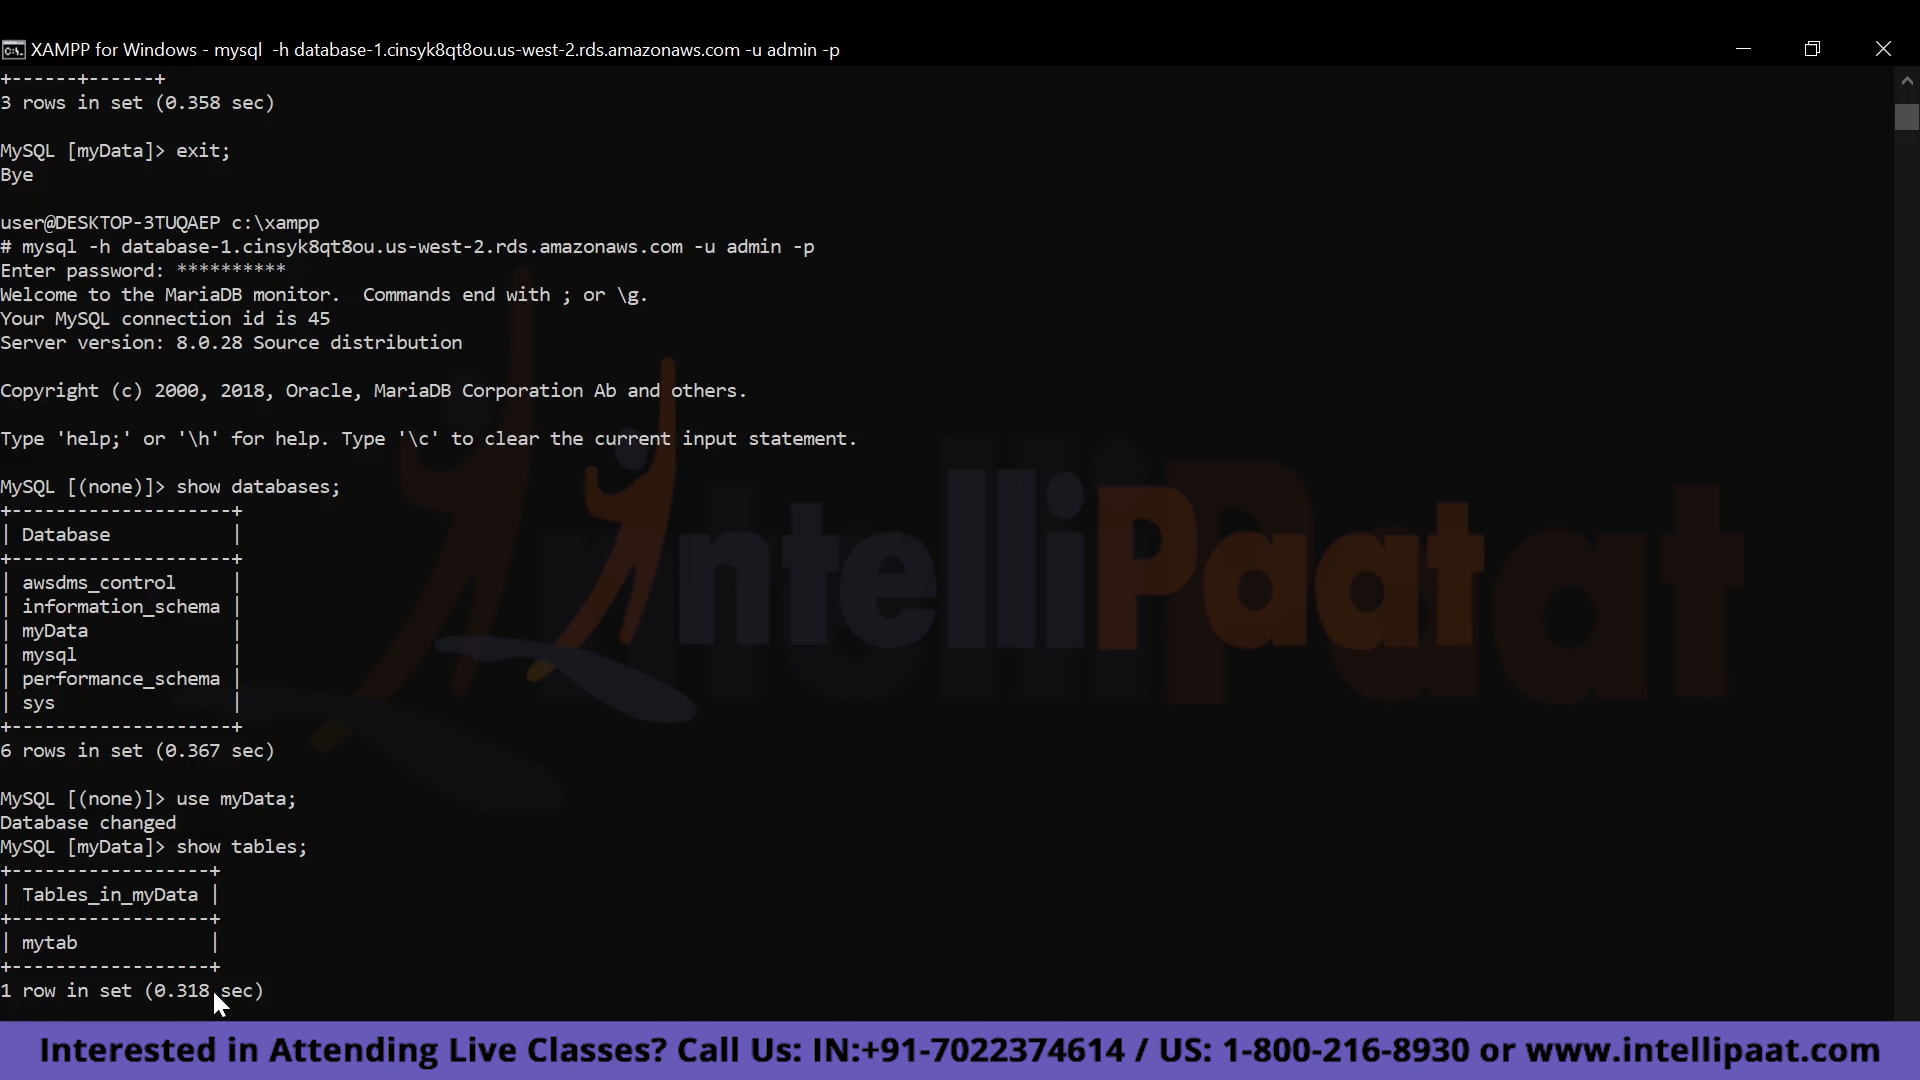 XAMPP for Windows - mysql  -h database-1.cinsyk8qt8ou.us-west-2.rds.amazonaws.com -u admin -p
+------+------+
3 rows in set (0.358 sec)
MySQL [myData]> exit;
Bye
user@DESKTOP-3TUQAEP c:\xampp
# mysql -h database-1.cinsyk8qt8ou.us-west-2.rds.amazonaws.com -u admin -p
Enter password: **********
Welcome to the MariaDB monitor.  Commands end with ; or \g.
Your MySQL connection id is 45
Server version: 8.0.28 Source distribution
Copyright (c) 2000, 2018, Oracle, MariaDB Corporation Ab and others.
Type 'help;' or '\h' for help. Type '\c' to clear the current input statement.
MySQL [(none)]> show databases;
+--------------------+
| Database           |
+--------------------+
| awsdms_control     |
| information_schema |
| myData             |
| mysql              |
| performance_schema |
| sys                |
+--------------------+
6 rows in set (0.367 sec)
MySQL [(none)]> use myData;
Database changed
MySQL [myData]> show tables;
+------------------+
| Tables_in_myData |
+------------------+
| mytab            |
+------------------+
1 row in set (0.318 sec)
IntelliPaat
Interested in Attending Live Classes? Call Us: IN:+91-7022374614 / US: 1-800-216-8930 or www.intellipaat.com